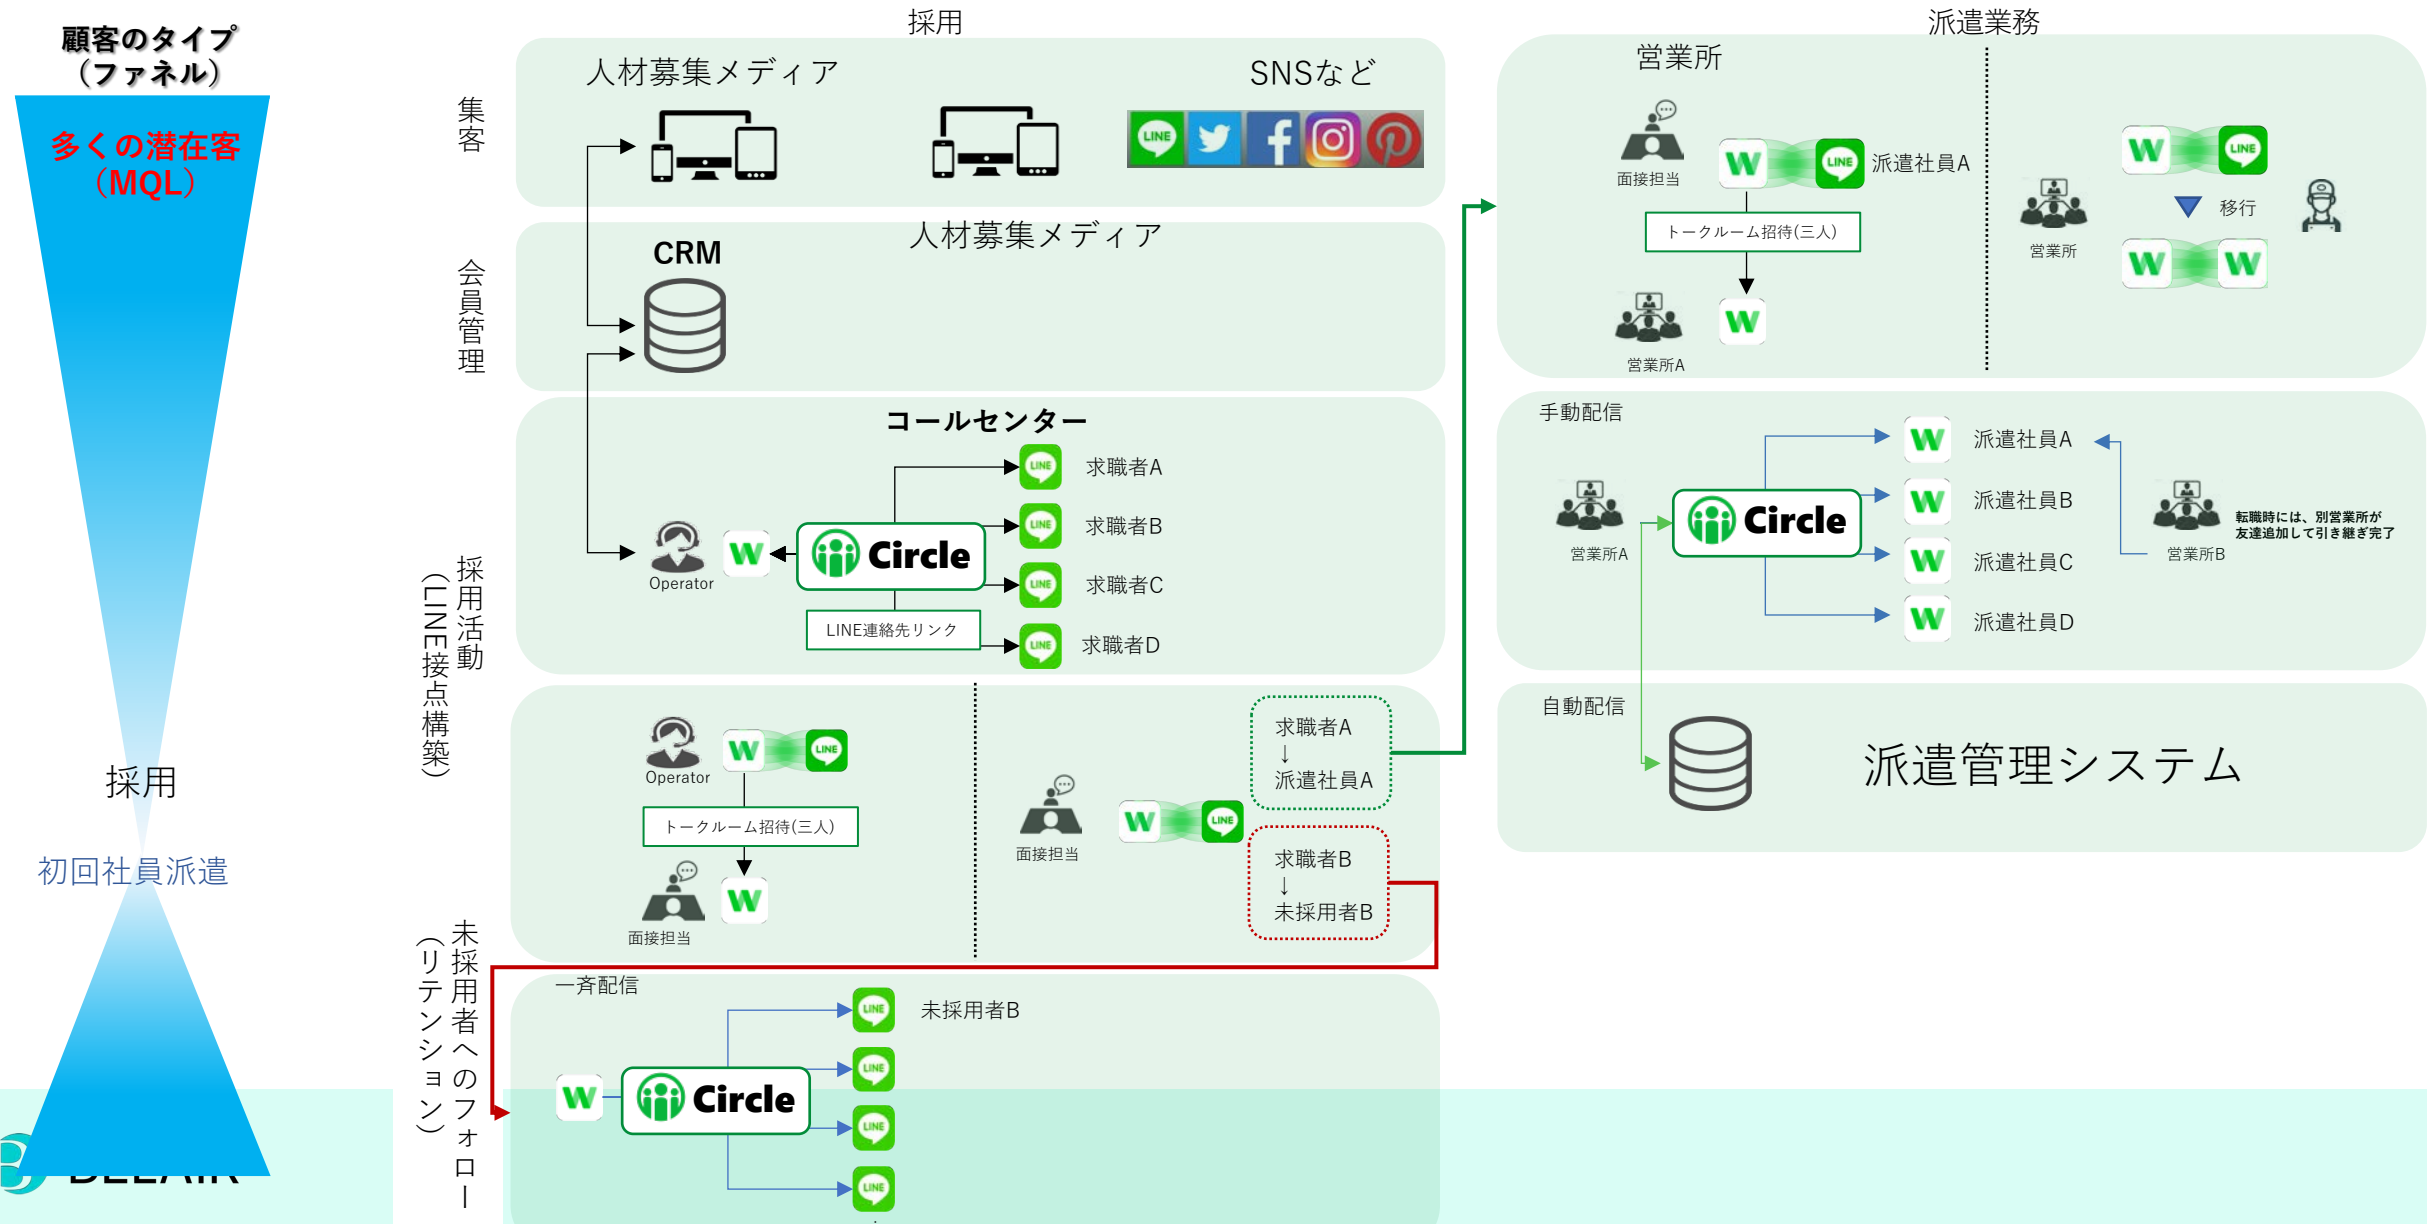 顧客のタイプ
（ファネル）
多くの潜在客
（MQL）
採用
初回社員派遣
採用
集客
人材募集メディア
SNSなど
LINE
会員管理
CRM
人材募集メディア
採用活動
（LINE接点構築）
コールセンター
Operator
W
Circle
LINE連絡先リンク
LINE
求職者A
LINE
求職者B
LINE
求職者C
LINE
求職者D
Operator
W
LINE
トークルーム招待(三人)
面接担当
W
面接担当
W
LINE
求職者A
↓
派遣社員A
求職者B
↓
未採用者B
未採用者へのフォロー
（リテンション）
一斉配信
W
Circle
LINE
未採用者B
LINE
LINE
LINE
派遣業務
営業所
面接担当
W
LINE
派遣社員A
トークルーム招待(三人)
営業所A
W
営業所
W
LINE
移行
W
W
手動配信
営業所A
Circle
W
派遣社員A
W
派遣社員B
W
派遣社員C
W
派遣社員D
営業所B
転職時には、別営業所が
友達追加して引き継ぎ完了
自動配信
派遣管理システム